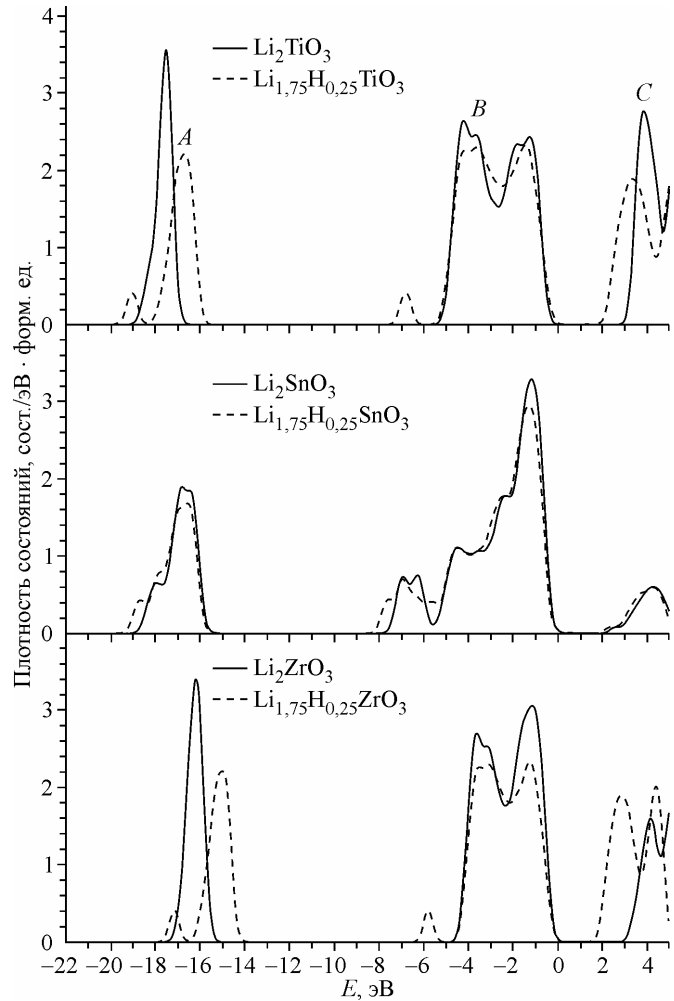 Плотность состояний, сост./эВ · форм. ед.
4
3
2
1
0
Li2TiO3
Li1,75H0,25TiO3
A
B
C
3
2
1
0
Li2SnO3
Li1,75H0,25SnO3
3
2
1
0
Li2ZrO3
Li1,75H0,25ZrO3
–22 –20 –18 –16 –14 –12 –10 –8 –6 –4 –2 0 2 4
E, эВ